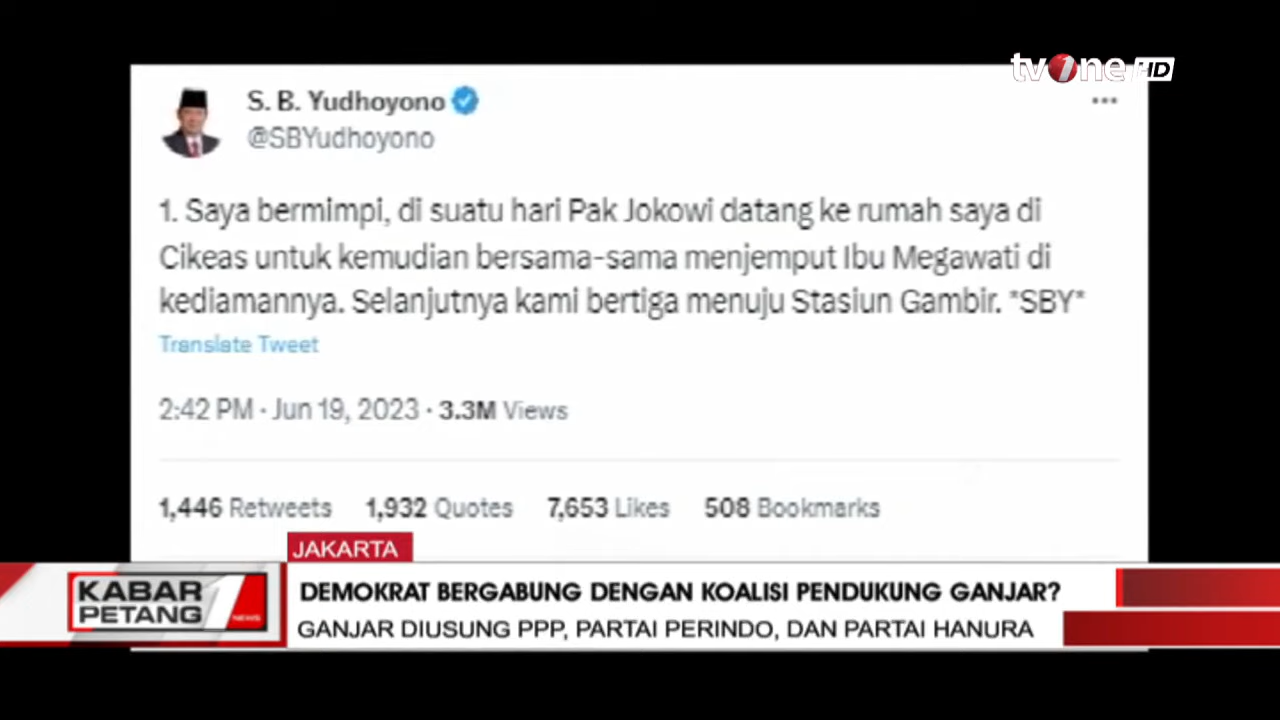 tvOne HD
S. B. Yudhoyono
@SBYudhoyono
1. Saya bermimpi, di suatu hari Pak Jokowi datang ke rumah saya di
Cikeas untuk kemudian bersama-sama menjemput Ibu Megawati di
kediamannya. Selanjutnya kami bertiga menuju Stasiun Gambir. *SBY*
Translate Tweet
2:42 PM · Jun 19, 2023 · 3.3M Views
1,446 Retweets 1,932 Quotes 7,653 Likes 508 Bookmarks
JAKARTA
KABAR
PETANG
1
NEWS
DEMOKRAT BERGABUNG DENGAN KOALISI PENDUKUNG GANJAR?
GANJAR DIUSUNG PPP, PARTAI PERINDO, DAN PARTAI HANURA